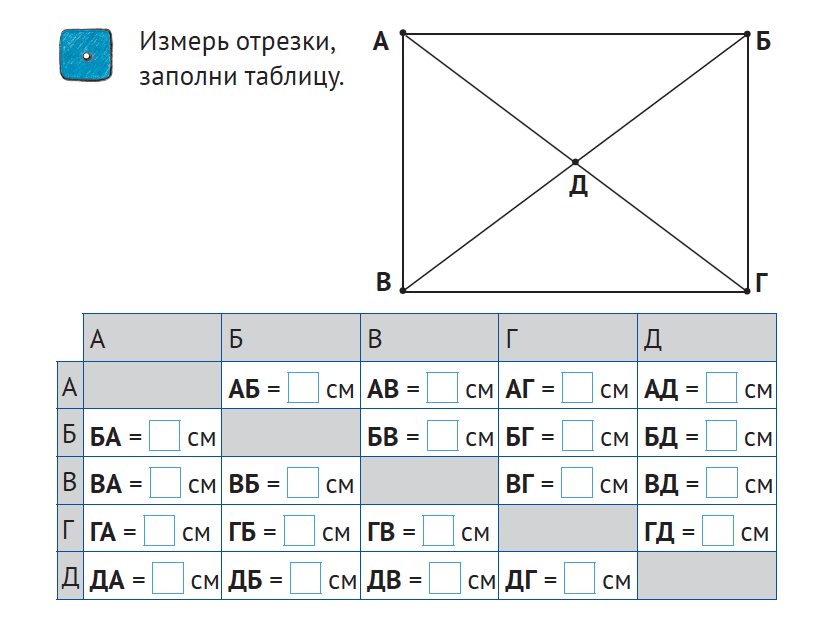 Измерь отрезки,
заполни таблицу.
А
Б
Д
В
Г
А Б В Г Д
А АБ = см АВ = см АГ = см АД = см
Б БА = см БВ = см БГ = см БД = см
В ВА = см ВБ = см ВГ = см ВД = см
Г ГА = см ГБ = см ГВ = см ГД = см
Д ДА = см ДБ = см ДВ = см ДГ = см